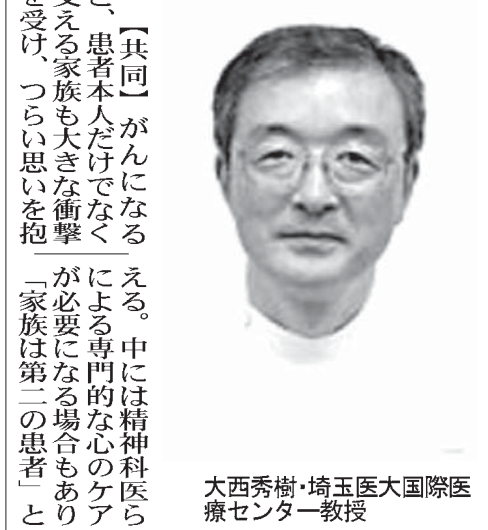 【共同】がんになる
と、患者本人だけでなく
支える家族も大きな衝撃
を受け、つらい思いを抱
える。中には精神科医ら
による専門的な心のケア
が必要になる場合もあり
「家族は第二の患者」と
大西秀樹・埼玉医大国際医
療センター教授